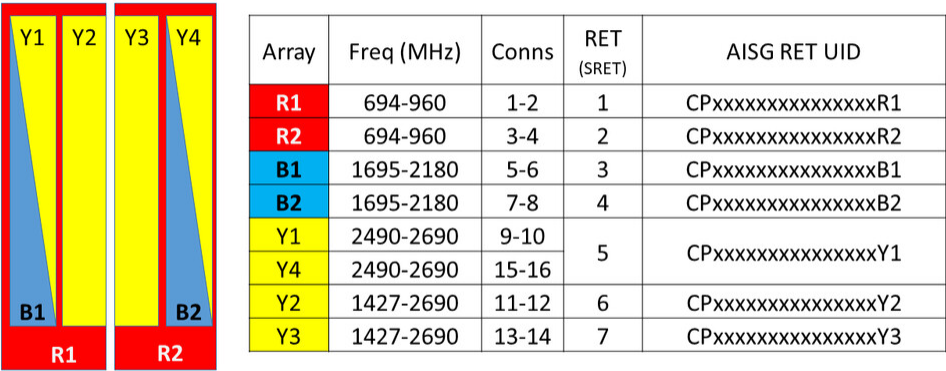 Y1 Y2 Y3 Y4
B1 B2
R1 R2
Array Freq (MHz) Conns RET (SRET) AISG RET UID
R1 694-960 1-2 1 CPxxxxxxxxxxxxxxxR1
R2 694-960 3-4 2 CPxxxxxxxxxxxxxxxR2
B1 1695-2180 5-6 3 CPxxxxxxxxxxxxxxxB1
B2 1695-2180 7-8 4 CPxxxxxxxxxxxxxxxB2
Y1 2490-2690 9-10 5 CPxxxxxxxxxxxxxxxY1
Y4 2490-2690 15-16
Y2 1427-2690 11-12 6 CPxxxxxxxxxxxxxxxY2
Y3 1427-2690 13-14 7 CPxxxxxxxxxxxxxxxY3